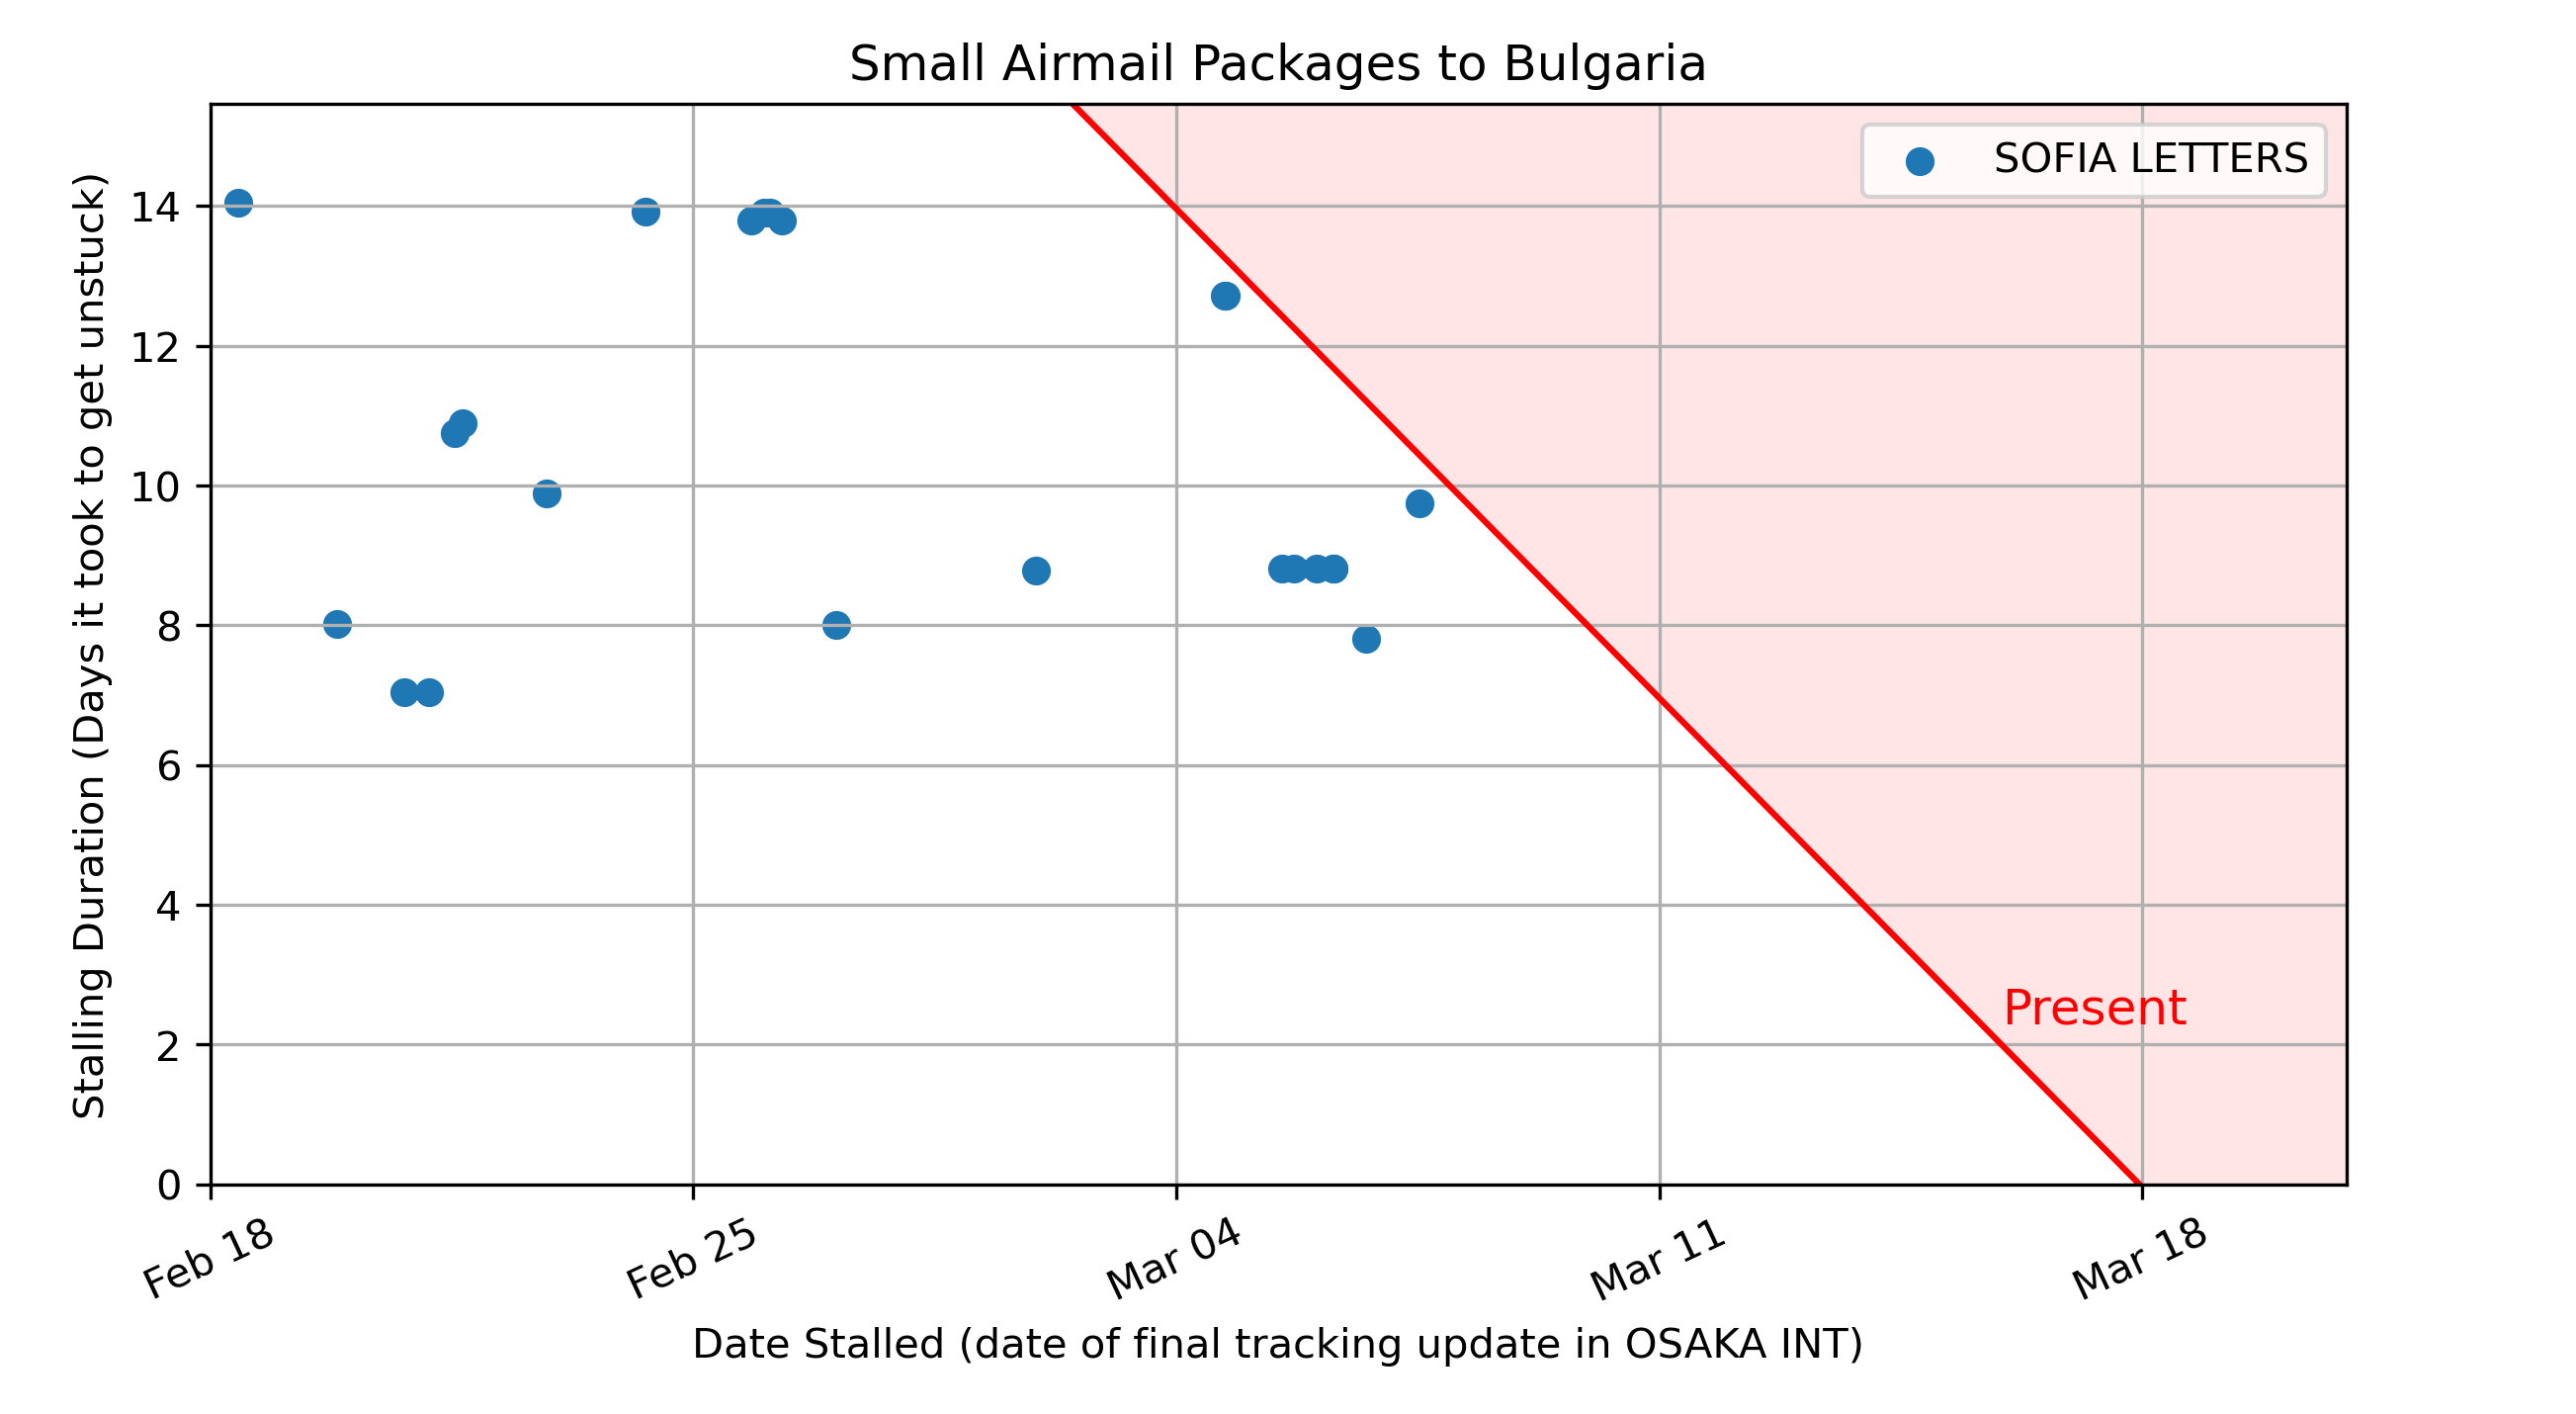 Small Airmail Packages to Bulgaria
SOFIA LETTERS
Stalling Duration (Days it took to get unstuck)
14
12
10
8
6
4
2
0
Present
Feb 18
Feb 25
Mar 04
Mar 11
Mar 18
Date Stalled (date of final tracking update in OSAKA INT)